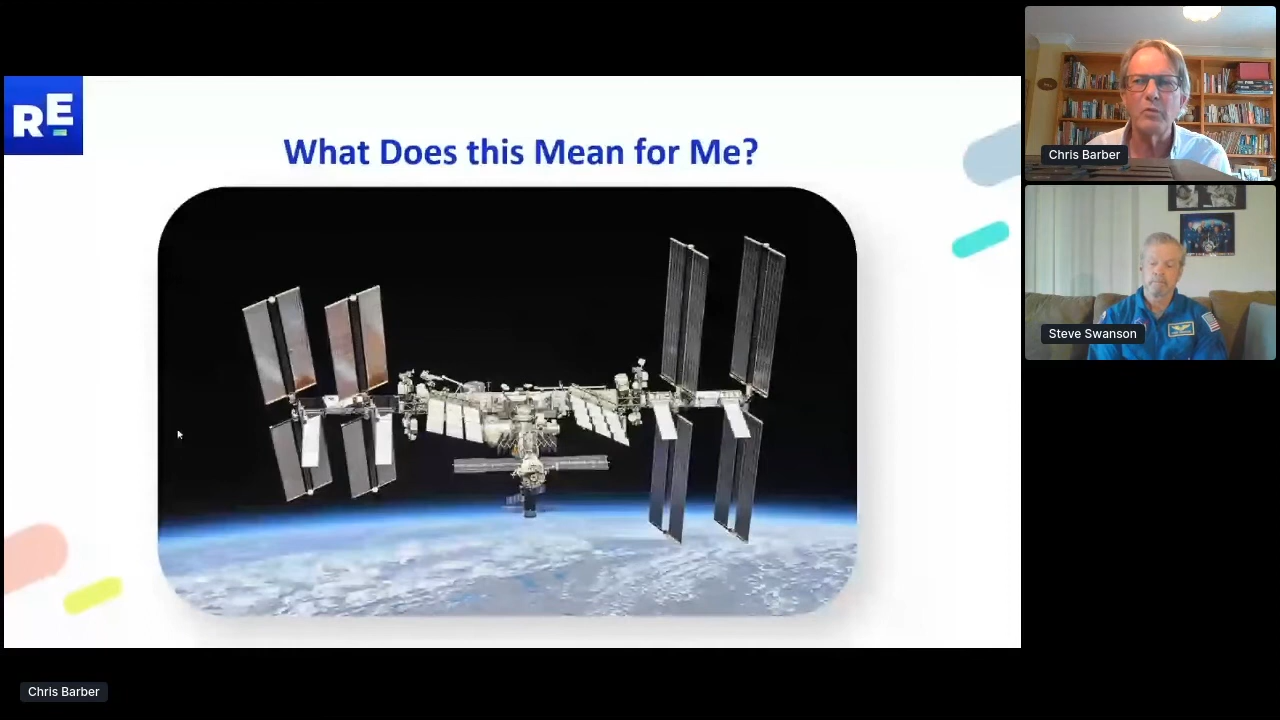 RE
What Does this Mean for Me?
Chris Barber
Steve Swanson
Chris Barber